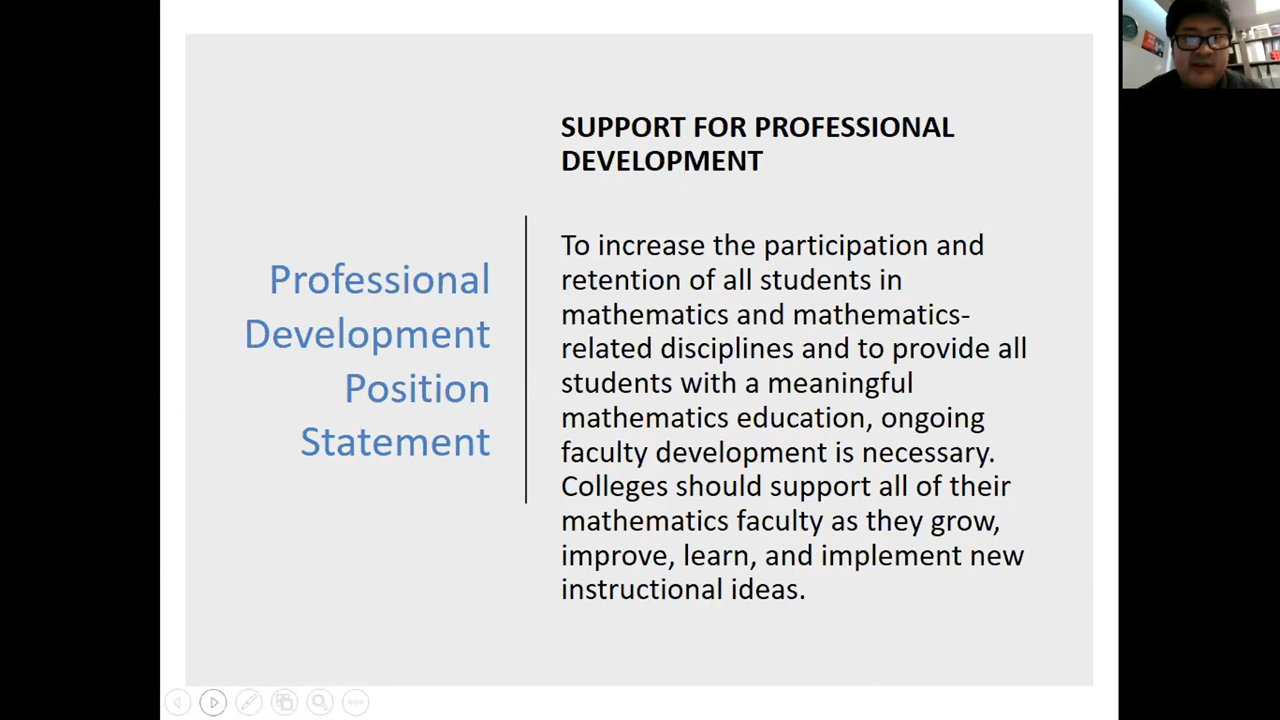 Professional
Development
Position
Statement
SUPPORT FOR PROFESSIONAL
DEVELOPMENT
To increase the participation and
retention of all students in
mathematics and mathematics-
related disciplines and to provide all
students with a meaningful
mathematics education, ongoing
faculty development is necessary.
Colleges should support all of their
mathematics faculty as they grow,
improve, learn, and implement new
instructional ideas.